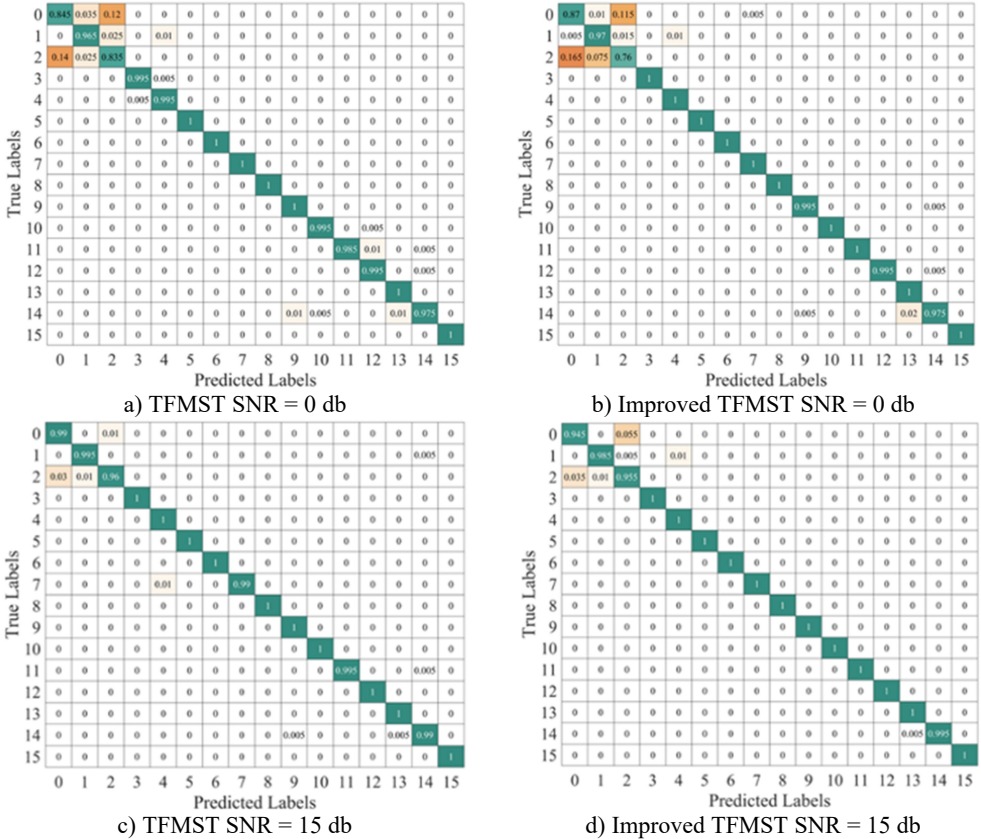 True Labels
0 0.845 0.035 0.12 0 0 0 0 0 0 0 0 0 0 0 0 0
1 0 0.965 0.025 0 0.01 0 0 0 0 0 0 0 0 0 0 0
2 0.14 0.025 0.835 0 0 0 0 0 0 0 0 0 0 0 0 0
3 0 0 0 0.995 0.005 0 0 0 0 0 0 0 0 0 0 0
4 0 0 0 0.005 0.995 0 0 0 0 0 0 0 0 0 0 0
5 0 0 0 0 0 1 0 0 0 0 0 0 0 0 0 0
6 0 0 0 0 0 0 1 0 0 0 0 0 0 0 0 0
7 0 0 0 0 0 0 0 1 0 0 0 0 0 0 0 0
8 0 0 0 0 0 0 0 0 1 0 0 0 0 0 0 0
9 0 0 0 0 0 0 0 0 0 1 0 0 0 0 0 0
10 0 0 0 0 0 0 0 0 0 0 0.995 0 0.005 0 0 0
11 0 0 0 0 0 0 0 0 0 0 0 0.985 0.01 0 0.005 0
12 0 0 0 0 0 0 0 0 0 0 0 0 0.995 0 0.005 0
13 0 0 0 0 0 0 0 0 0 0 0 0 0 1 0 0
14 0 0 0 0 0 0 0 0 0 0.01 0.005 0 0 0.01 0.975 0
15 0 0 0 0 0 0 0 0 0 0 0 0 0 0 0 1
0 1 2 3 4 5 6 7 8 9 10 11 12 13 14 15
Predicted Labels
a) TFMST SNR = 0 db
True Labels
0 0.87 0.01 0.115 0 0 0 0 0.005 0 0 0 0 0 0 0 0
1 0.005 0.97 0.015 0 0.01 0 0 0 0 0 0 0 0 0 0 0
2 0.165 0.075 0.76 0 0 0 0 0 0 0 0 0 0 0 0 0
3 0 0 0 1 0 0 0 0 0 0 0 0 0 0 0 0
4 0 0 0 0 1 0 0 0 0 0 0 0 0 0 0 0
5 0 0 0 0 0 1 0 0 0 0 0 0 0 0 0 0
6 0 0 0 0 0 0 1 0 0 0 0 0 0 0 0 0
7 0 0 0 0 0 0 0 1 0 0 0 0 0 0 0 0
8 0 0 0 0 0 0 0 0 1 0 0 0 0 0 0 0
9 0 0 0 0 0 0 0 0 0 0.995 0 0 0 0 0.005 0
10 0 0 0 0 0 0 0 0 0 0 1 0 0 0 0 0
11 0 0 0 0 0 0 0 0 0 0 0 1 0 0 0 0
12 0 0 0 0 0 0 0 0 0 0 0 0 0.995 0 0.005 0
13 0 0 0 0 0 0 0 0 0 0 0 0 0 1 0 0
14 0 0 0 0 0 0 0 0 0 0.005 0 0 0 0.02 0.975 0
15 0 0 0 0 0 0 0 0 0 0 0 0 0 0 0 1
0 1 2 3 4 5 6 7 8 9 10 11 12 13 14 15
Predicted Labels
b) Improved TFMST SNR = 0 db
True Labels
0 0.99 0 0.01 0 0 0 0 0 0 0 0 0 0 0 0 0
1 0 0.995 0 0 0 0 0 0 0 0 0 0 0 0 0.005 0
2 0.03 0.01 0.96 0 0 0 0 0 0 0 0 0 0 0 0 0
3 0 0 0 1 0 0 0 0 0 0 0 0 0 0 0 0
4 0 0 0 0 1 0 0 0 0 0 0 0 0 0 0 0
5 0 0 0 0 0 1 0 0 0 0 0 0 0 0 0 0
6 0 0 0 0 0 0 1 0 0 0 0 0 0 0 0 0
7 0 0 0 0 0.01 0 0 0.99 0 0 0 0 0 0 0 0
8 0 0 0 0 0 0 0 0 1 0 0 0 0 0 0 0
9 0 0 0 0 0 0 0 0 0 1 0 0 0 0 0 0
10 0 0 0 0 0 0 0 0 0 0 1 0 0 0 0 0
11 0 0 0 0 0 0 0 0 0 0 0 0.995 0 0 0.005 0
12 0 0 0 0 0 0 0 0 0 0 0 0 1 0 0 0
13 0 0 0 0 0 0 0 0 0 0 0 0 0 1 0 0
14 0 0 0 0 0 0 0 0 0 0.005 0 0 0 0.005 0.99 0
15 0 0 0 0 0 0 0 0 0 0 0 0 0 0 0 1
0 1 2 3 4 5 6 7 8 9 10 11 12 13 14 15
Predicted Labels
c) TFMST SNR = 15 db
True Labels
0 0.945 0 0.055 0 0 0 0 0 0 0 0 0 0 0 0 0
1 0 0.985 0.005 0 0.01 0 0 0 0 0 0 0 0 0 0 0
2 0.035 0.01 0.955 0 0 0 0 0 0 0 0 0 0 0 0 0
3 0 0 0 1 0 0 0 0 0 0 0 0 0 0 0 0
4 0 0 0 0 1 0 0 0 0 0 0 0 0 0 0 0
5 0 0 0 0 0 1 0 0 0 0 0 0 0 0 0 0
6 0 0 0 0 0 0 1 0 0 0 0 0 0 0 0 0
7 0 0 0 0 0 0 0 1 0 0 0 0 0 0 0 0
8 0 0 0 0 0 0 0 0 1 0 0 0 0 0 0 0
9 0 0 0 0 0 0 0 0 0 1 0 0 0 0 0 0
10 0 0 0 0 0 0 0 0 0 0 1 0 0 0 0 0
11 0 0 0 0 0 0 0 0 0 0 0 1 0 0 0 0
12 0 0 0 0 0 0 0 0 0 0 0 0 1 0 0 0
13 0 0 0 0 0 0 0 0 0 0 0 0 0 1 0 0
14 0 0 0 0 0 0 0 0 0 0 0 0 0 0.005 0.995 0
15 0 0 0 0 0 0 0 0 0 0 0 0 0 0 0 1
0 1 2 3 4 5 6 7 8 9 10 11 12 13 14 15
Predicted Labels
d) Improved TFMST SNR = 15 db